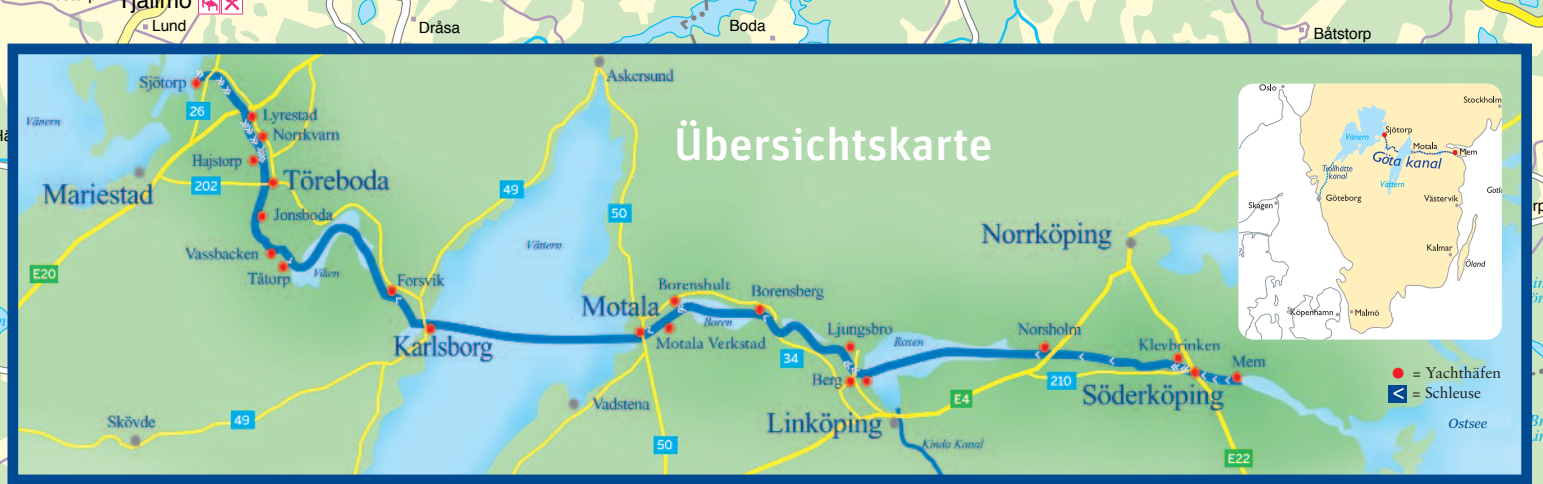 Tjällmo
Lund
Dråsa
Boda
Båtstorp
Übersichtskarte
Sjötorp
26
Lyrestad
Norrkvarn
Hajstorp
202
Töreboda
Vänern
Mariestad
Jonsboda
Vassbacken
Tåtorp
Viken
E20
Forsvik
Karlsborg
Skövde
49
49
Askersund
50
Vättern
Motala
Borenshult
Boren
Motala Verkstad
Borensberg
34
Ljungsbro
Berg
Roxen
Vadstena
50
Linköping
Kinda Kanal
E4
Norrköping
Norsholm
210
Klevbrinken
Söderköping
Mem
E22
Ostsee
Oslo
Stockholm
Vänern
Sjötorp
Motala
Mem
Göta kanal
Trollhätte
kanal
Vättern
Göteborg
Västervik
Skagen
Gotl
Kalmar
Öland
Köpenhamn
Malmö
= Yachthäfen
< = Schleuse